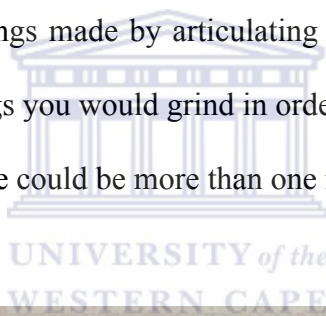 ngs made by articulating
gs you would grind in orde
e could be more than one
UNIVERSITY of the
WESTERN CAPE